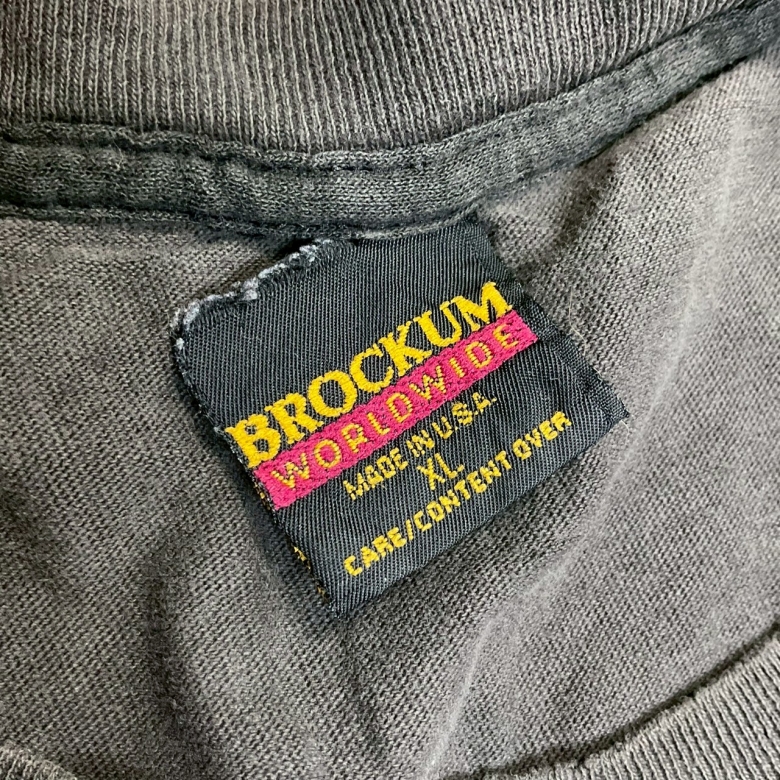 BROCKUM
WORLDWIDE
MADE IN U.S.A.
XL
CARE/CONTENT OVER